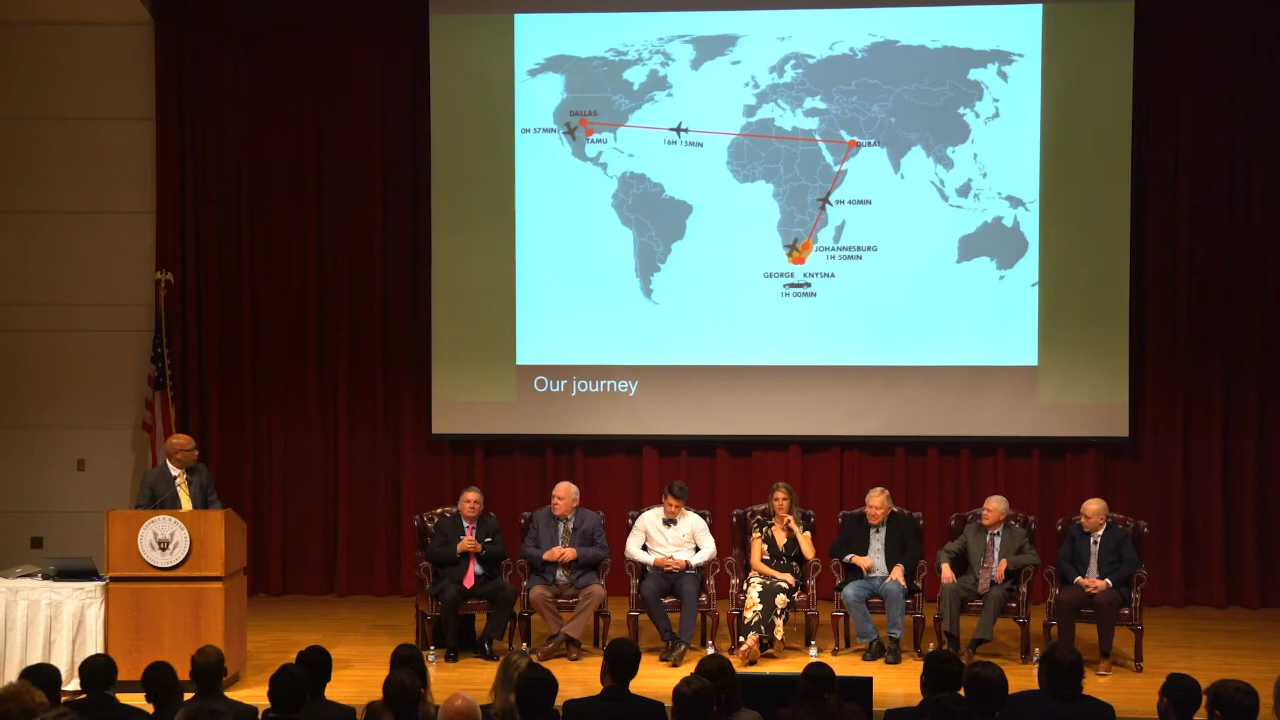 DALLAS
0H 57MIN
TAMU
16H 15MIN
DUBAI
9H 40MIN
JOHANNESBURG
1H 50MIN
GEORGE KNYSNA
1H 00MIN
Our journey